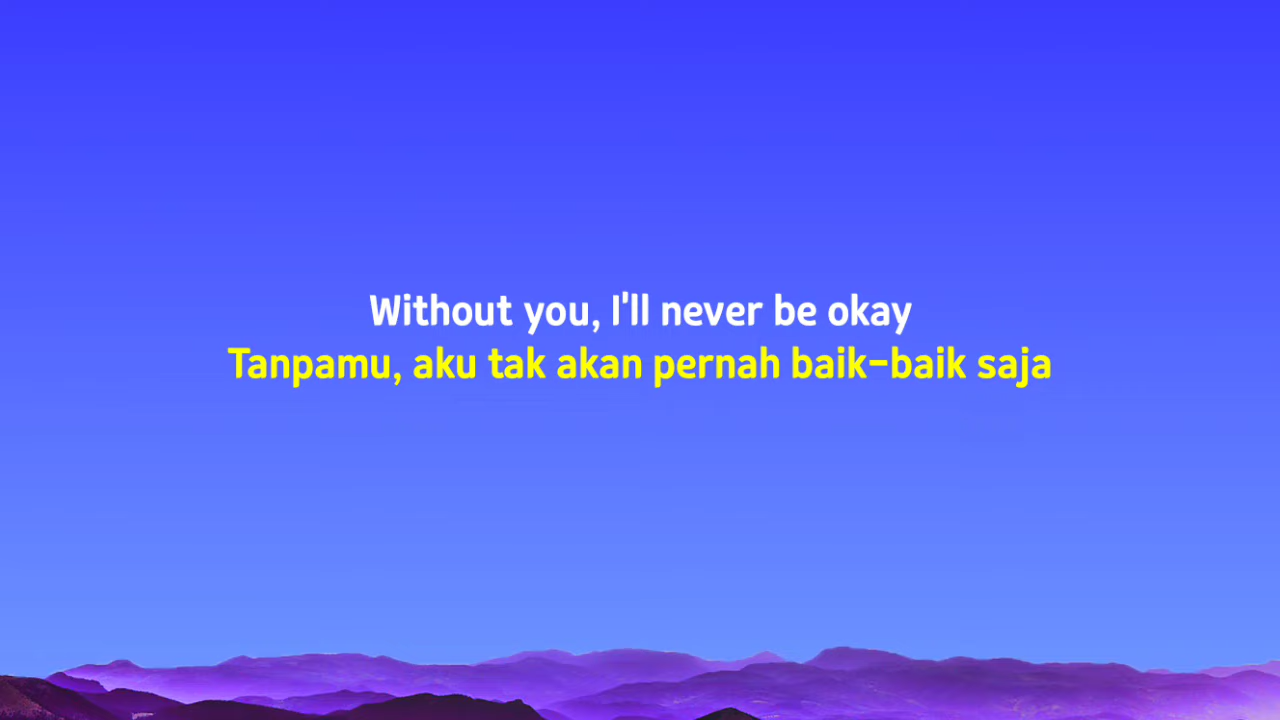 Without you, I'll never be okay
Tanpamu, aku tak akan pernah baik-baik saja